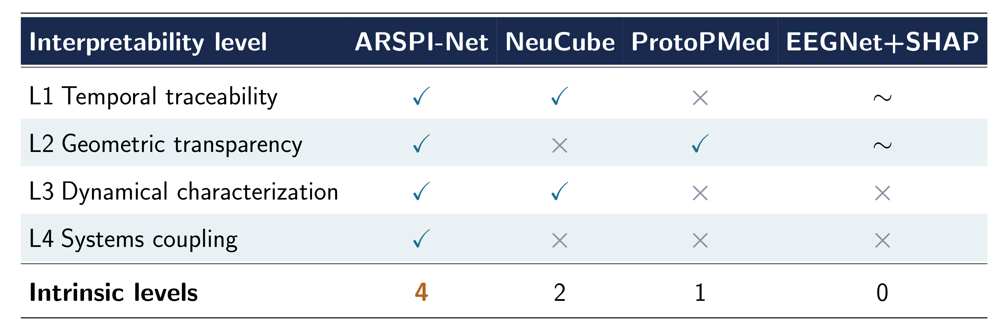 Interpretability level ARSPI-Net NeuCube ProtoPMed EEGNet+SHAP
L1 Temporal traceability ✓ ✓ × ∼
L2 Geometric transparency ✓ × ✓ ∼
L3 Dynamical characterization ✓ ✓ × ×
L4 Systems coupling ✓ × × ×
Intrinsic levels 4 2 1 0